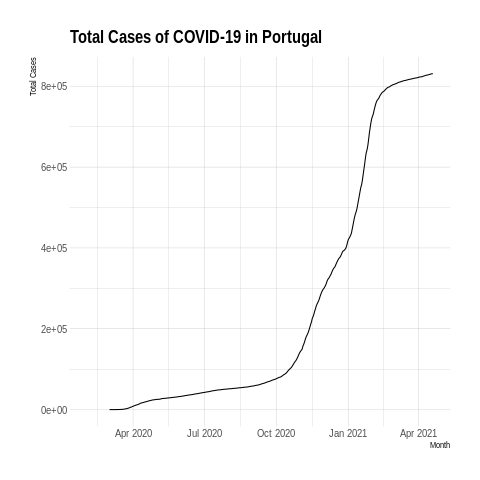 Total Cases of COVID-19 in Portugal
Total Cases
8e+05
6e+05
4e+05
2e+05
0e+00
Apr 2020 Jul 2020 Oct 2020 Jan 2021 Apr 2021
Month